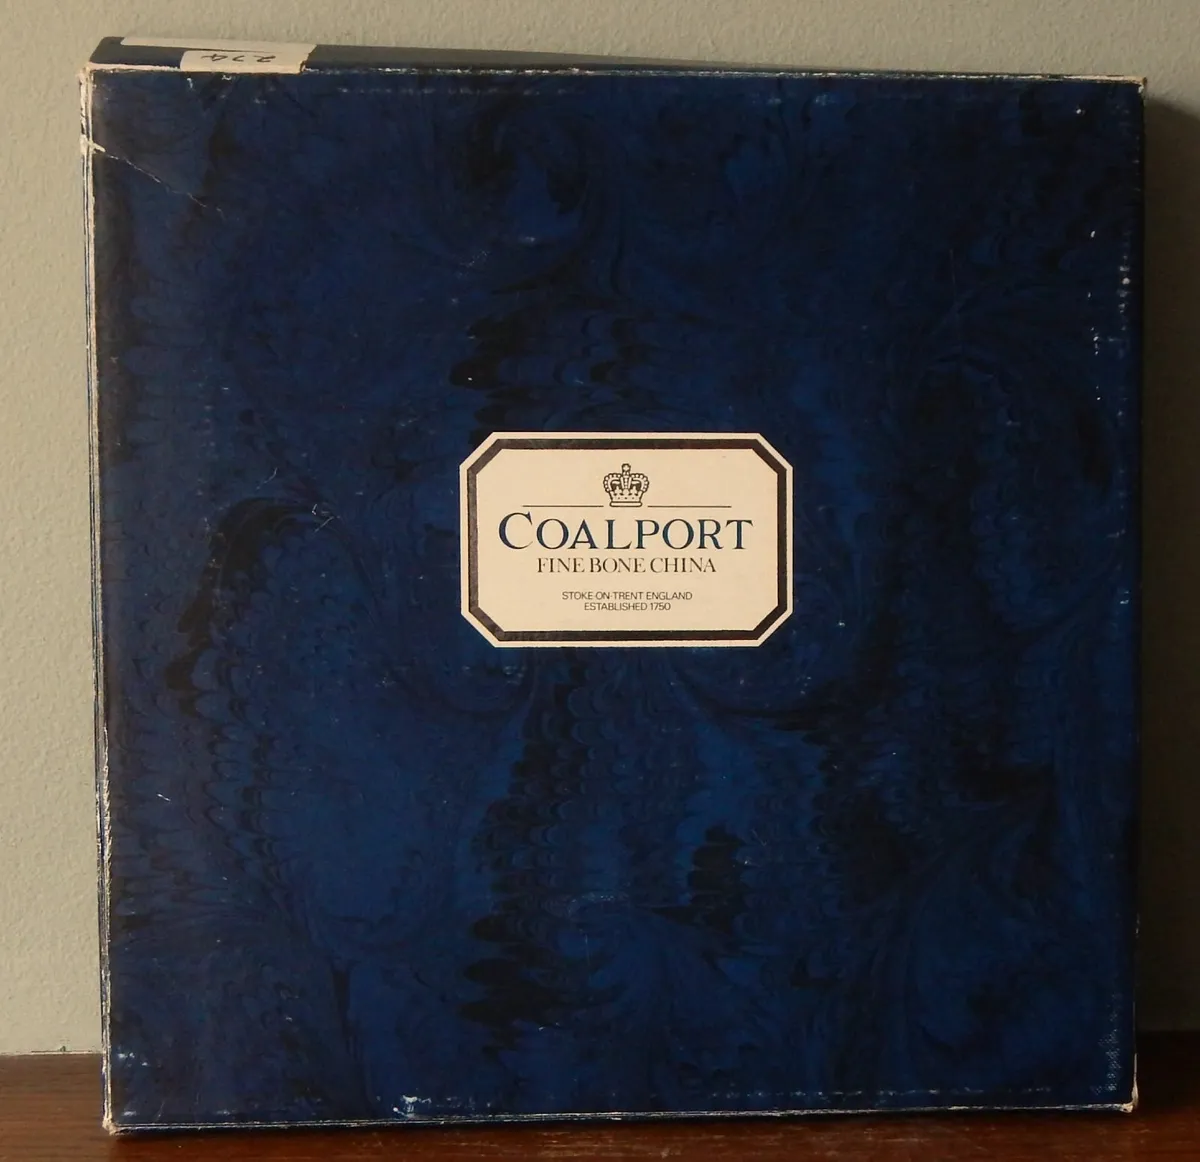 COALPORT
FINE BONE CHINA
STOKE-ON-TRENT ENGLAND
ESTABLISHED 1750